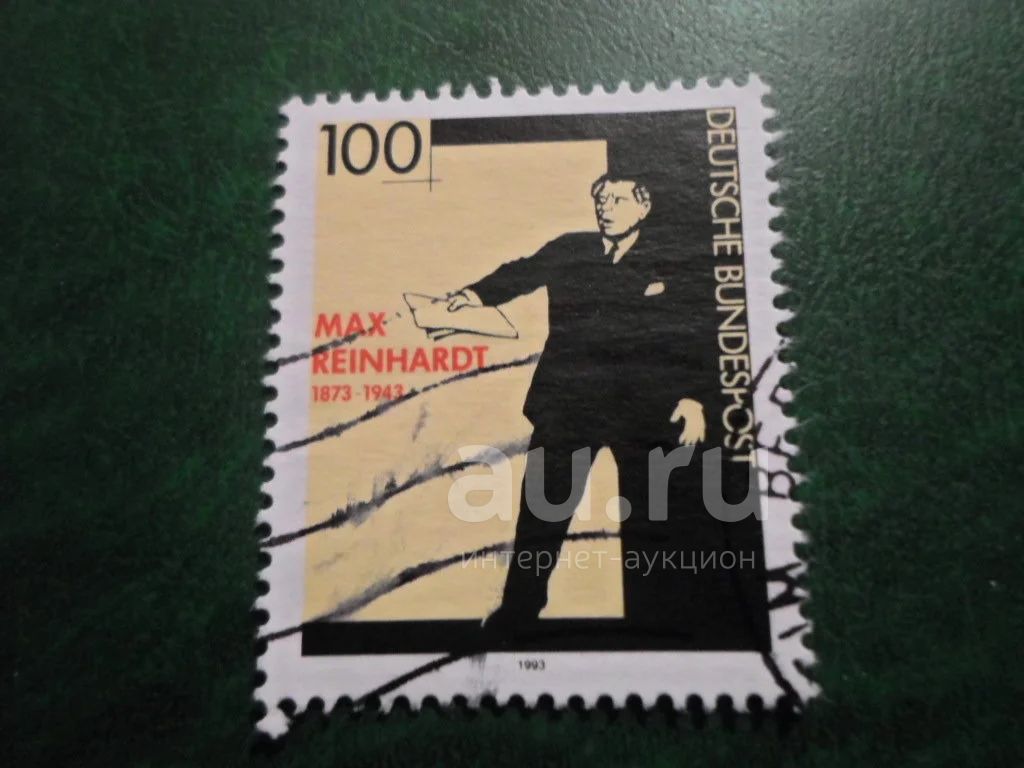 100
DEUTSCHE BUNDESPOST
MAX
REINHARDT
1873-1943
au.ru
интернет-аукцион
1993